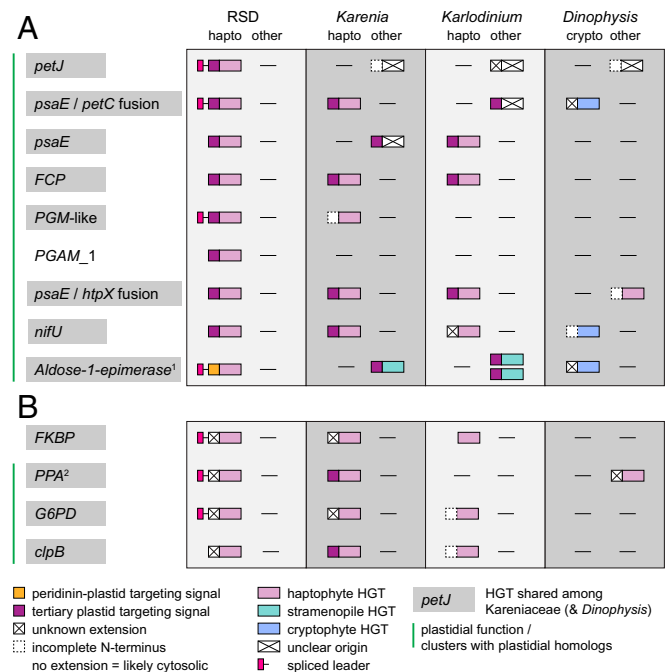 A
RSD Karenia Karlodinium Dinophysis
hapto other hapto other hapto other crypto other
petJ
psaE / petC fusion
psaE
FCP
PGM-like
PGAM_1
psaE / htpX fusion
nifU
Aldose-1-epimerase¹
B
FKBP
PPA²
G6PD
clpB
peridinin-plastid targeting signal
tertiary plastid targeting signal
unknown extension
incomplete N-terminus
no extension = likely cytosolic
haptophyte HGT
stramenopile HGT
cryptophyte HGT
unclear origin
spliced leader
petJ
HGT shared among
Kareniaceae (& Dinophysis)
plastidial function /
clusters with plastidial homologs